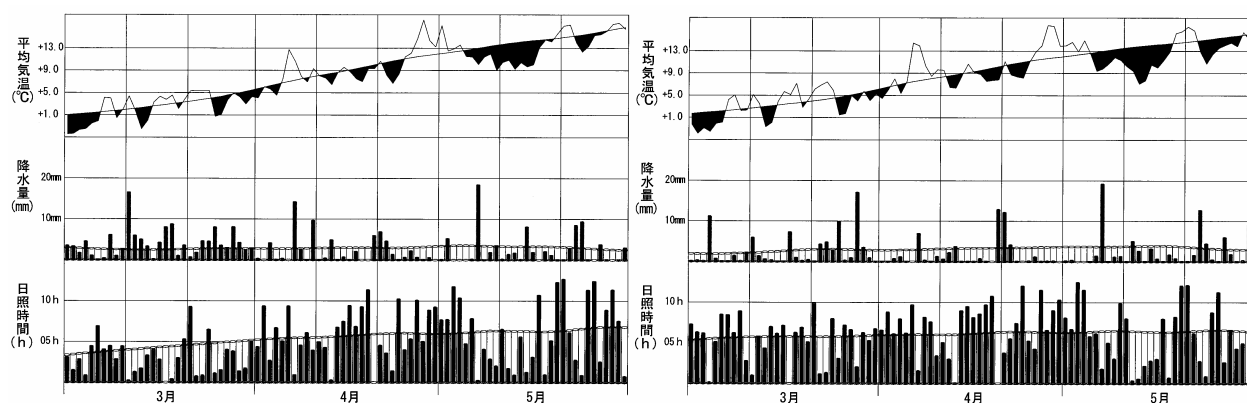 平均気温(℃)
+13.0
+9.0
+5.0
+1.0
降水量(mm)
20mm
10mm
日照時間(h)
10h
05h
3月 4月 5月
平均気温(℃)
+13.0
+9.0
+5.0
+1.0
降水量(mm)
20mm
10mm
日照時間(h)
10h
05h
3月 4月 5月